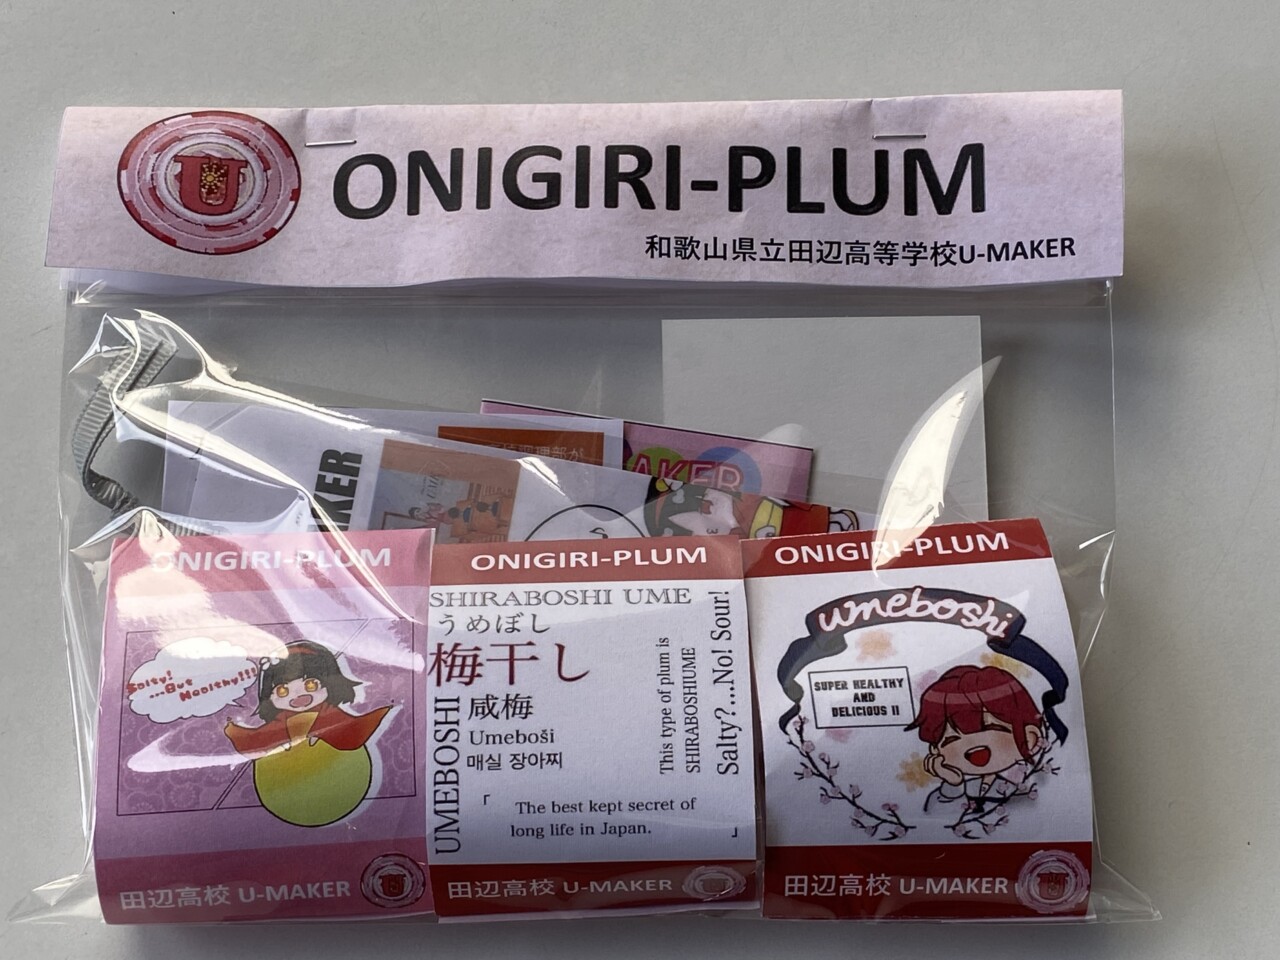 U
ONIGIRI-PLUM
和歌山県立田辺高等学校U-MAKER
AKER
ONIGIRI-PLUM
Salty!
...But
Healthy!!!
田辺高校 U-MAKER
ONIGIRI-PLUM
SHIRABOSHI UME
うめぼし
梅干し
咸梅
Umeboši
매실 장아찌
UMEBOSHI
This type of plum is
SHIRABOSHIUME
Salty?...No! Sour!
「 The best kept secret of
long life in Japan. 」
田辺高校 U-MAKER
ONIGIRI-PLUM
umeboshi
SUPER HEALTHY
AND
DELICIOUS !!
田辺高校 U-MAKER